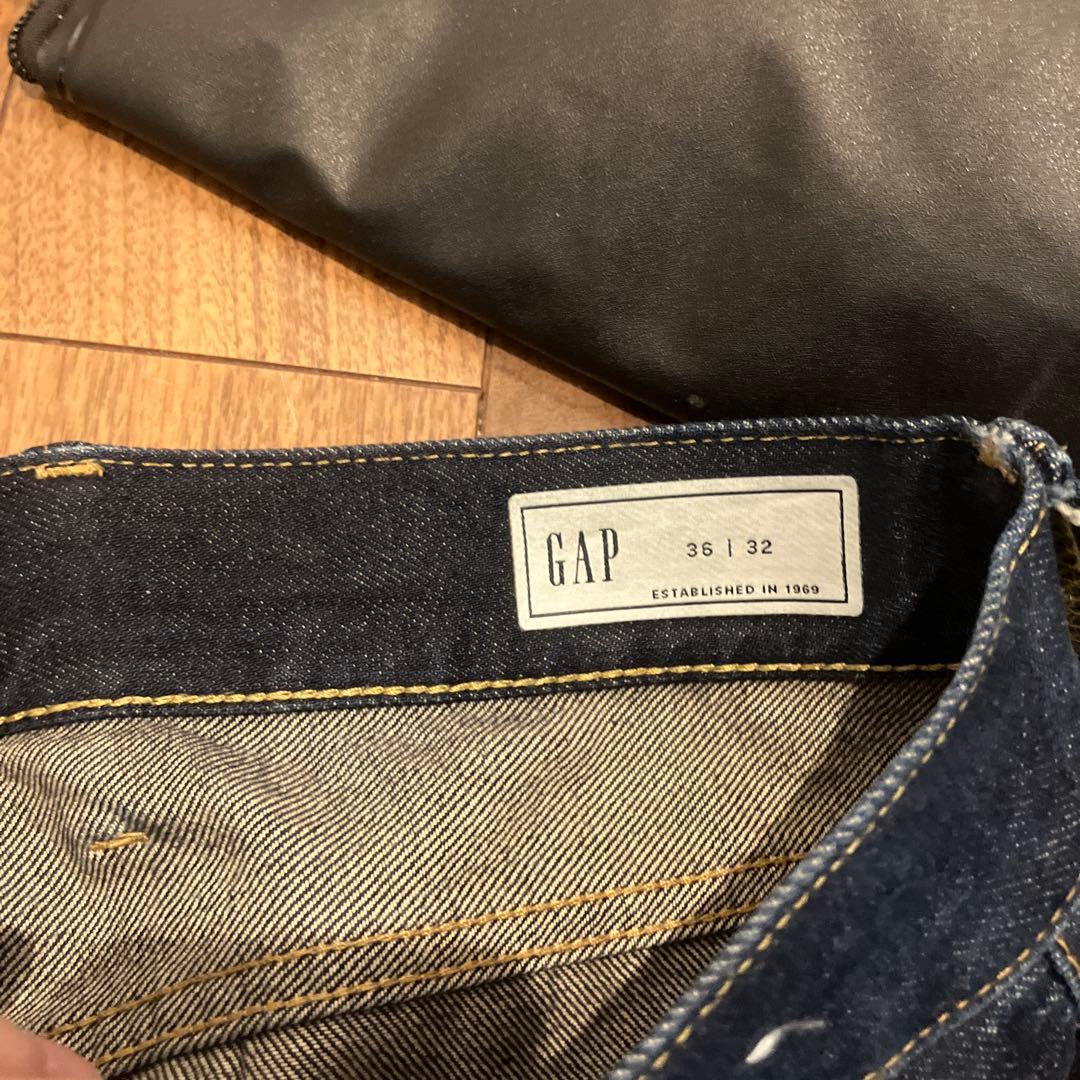 GAP 36 | 32
ESTABLISHED IN 1969